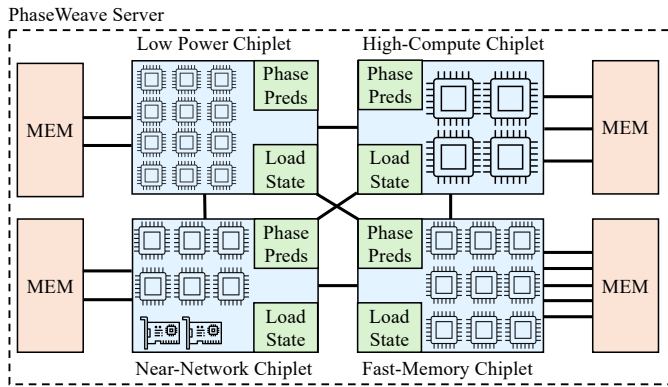 PhaseWeave Server
Low Power Chiplet
High-Compute Chiplet
MEM
Phase
Preds
Load
State
Phase
Preds
Load
State
MEM
MEM
Phase
Preds
Load
State
Phase
Preds
Load
State
MEM
Near-Network Chiplet
Fast-Memory Chiplet